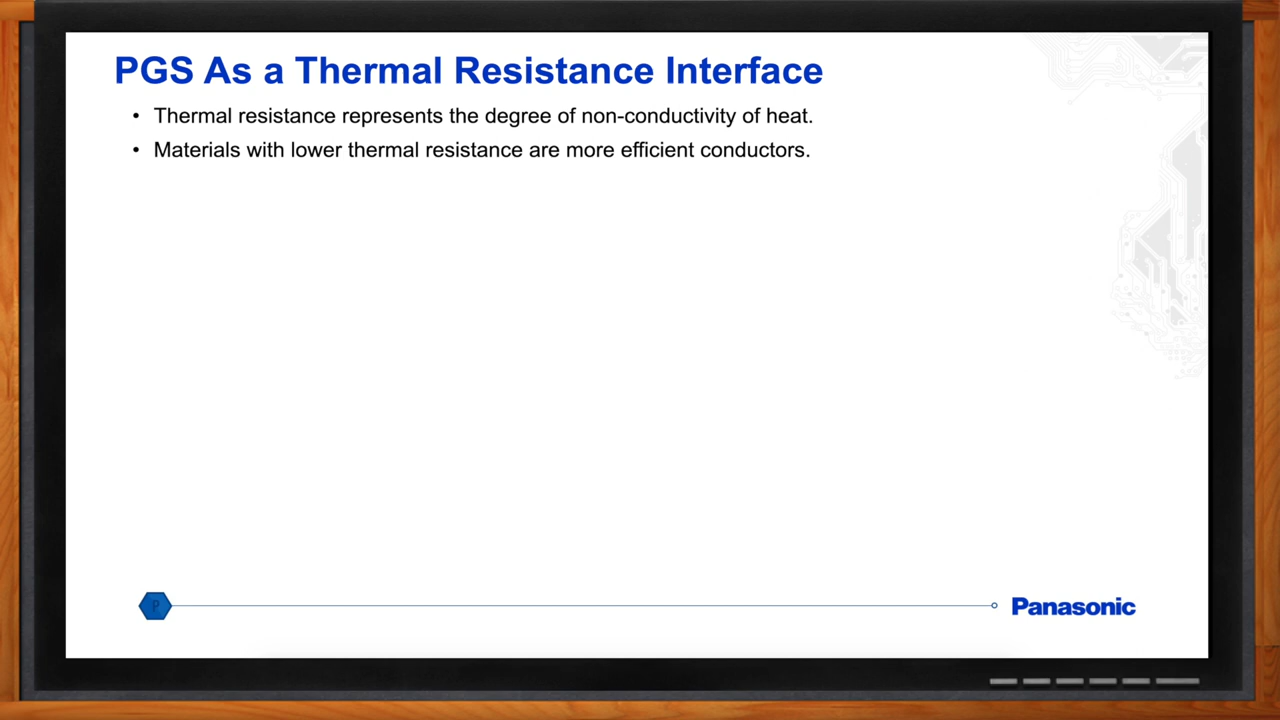 PGS As a Thermal Resistance Interface
• Thermal resistance represents the degree of non-conductivity of heat.
• Materials with lower thermal resistance are more efficient conductors.
P
Panasonic